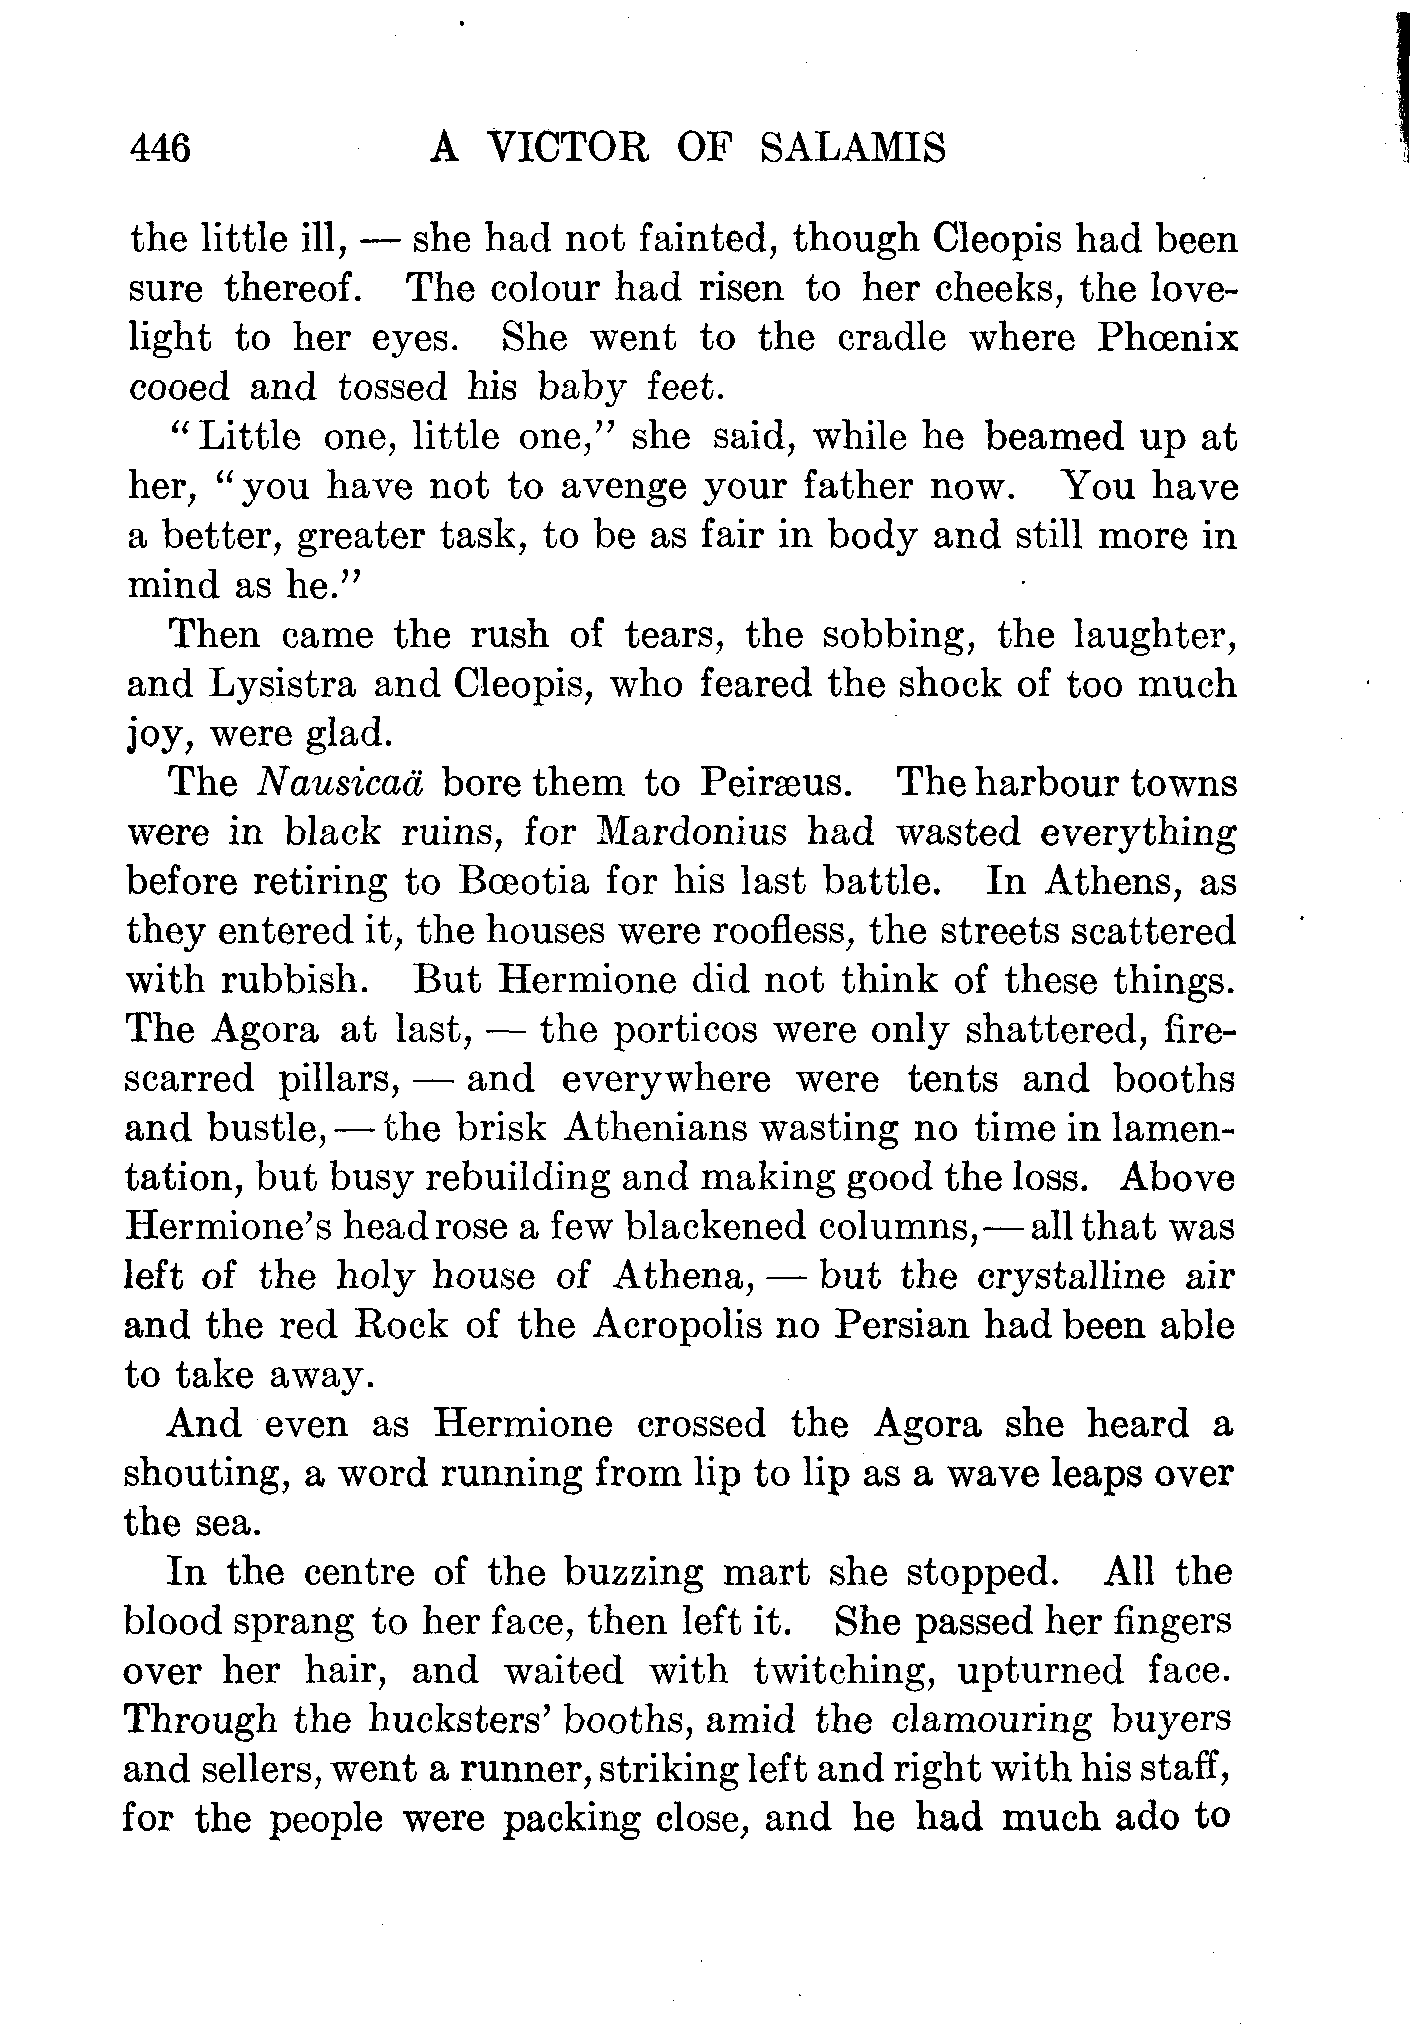 446 A VICTOR OF SALAMIS
the little ill, — she had not fainted, though Cleopis had been
sure thereof. The colour had risen to her cheeks, the love-
light to her eyes. She went to the cradle where Phœnix
cooed and tossed his baby feet.
“Little one, little one,” she said, while he beamed up at
her, “you have not to avenge your father now. You have
a better, greater task, to be as fair in body and still more in
mind as he.”
Then came the rush of tears, the sobbing, the laughter,
and Lysistra and Cleopis, who feared the shock of too much
joy, were glad.
The Nausicaä bore them to Peiræus. The harbour towns
were in black ruins, for Mardonius had wasted everything
before retiring to Bœotia for his last battle. In Athens, as
they entered it, the houses were roofless, the streets scattered
with rubbish. But Hermione did not think of these things.
The Agora at last, — the porticos were only shattered, fire-
scarred pillars, — and everywhere were tents and booths
and bustle, — the brisk Athenians wasting no time in lamen-
tation, but busy rebuilding and making good the loss. Above
Hermione’s head rose a few blackened columns, — all that was
left of the holy house of Athena, — but the crystalline air
and the red Rock of the Acropolis no Persian had been able
to take away.
And even as Hermione crossed the Agora she heard a
shouting, a word running from lip to lip as a wave leaps over
the sea.
In the centre of the buzzing mart she stopped. All the
blood sprang to her face, then left it. She passed her fingers
over her hair, and waited with twitching, upturned face.
Through the hucksters’ booths, amid the clamouring buyers
and sellers, went a runner, striking left and right with his staff,
for the people were packing close, and he had much ado to